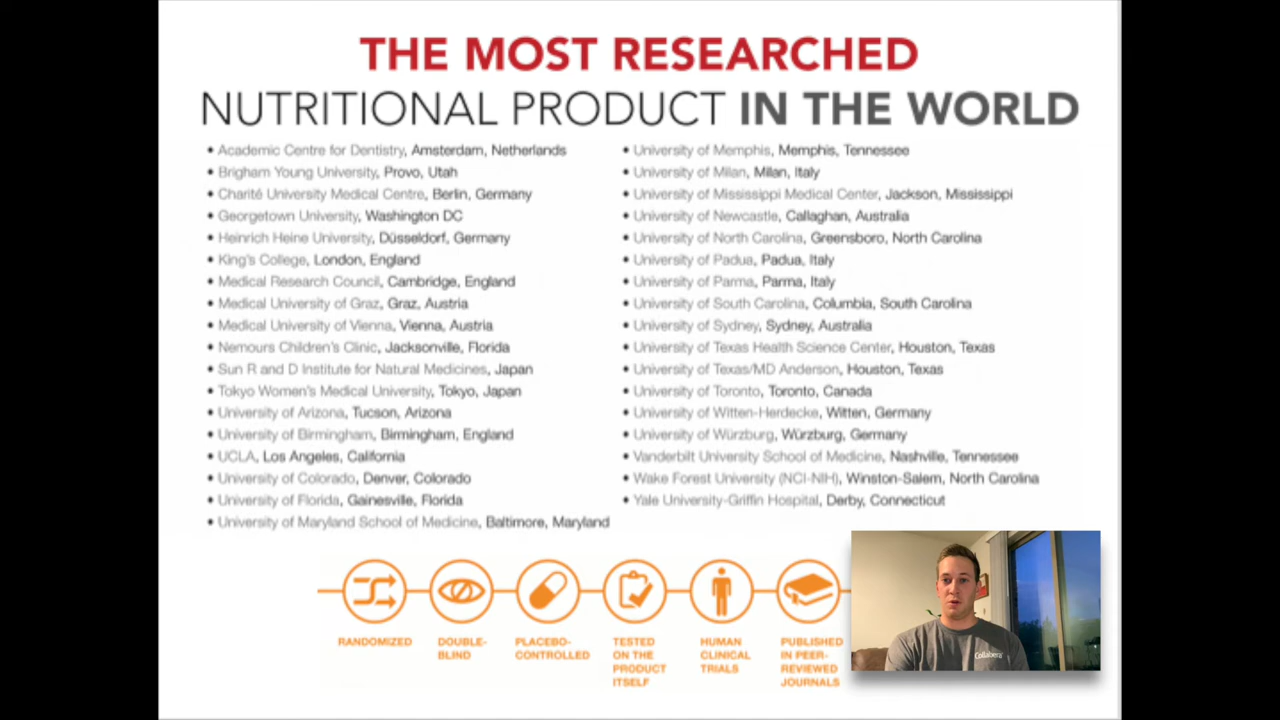 THE MOST RESEARCHED
NUTRITIONAL PRODUCT IN THE WORLD
• Academic Centre for Dentistry, Amsterdam, Netherlands
• Brigham Young University, Provo, Utah
• Charité University Medical Centre, Berlin, Germany
• Georgetown University, Washington DC
• Heinrich Heine University, Düsseldorf, Germany
• King's College, London, England
• Medical Research Council, Cambridge, England
• Medical University of Graz, Graz, Austria
• Medical University of Vienna, Vienna, Austria
• Nemours Children's Clinic, Jacksonville, Florida
• Sun R and D Institute for Natural Medicines, Japan
• Tokyo Women's Medical University, Tokyo, Japan
• University of Arizona, Tucson, Arizona
• University of Birmingham, Birmingham, England
• UCLA, Los Angeles, California
• University of Colorado, Denver, Colorado
• University of Florida, Gainesville, Florida
• University of Maryland School of Medicine, Baltimore, Maryland
• University of Memphis, Memphis, Tennessee
• University of Milan, Milan, Italy
• University of Mississippi Medical Center, Jackson, Mississippi
• University of Newcastle, Callaghan, Australia
• University of North Carolina, Greensboro, North Carolina
• University of Padua, Padua, Italy
• University of Parma, Parma, Italy
• University of South Carolina, Columbia, South Carolina
• University of Sydney, Sydney, Australia
• University of Texas Health Science Center, Houston, Texas
• University of Texas/MD Anderson, Houston, Texas
• University of Toronto, Toronto, Canada
• University of Witten-Herdecke, Witten, Germany
• University of Würzburg, Würzburg, Germany
• Vanderbilt University School of Medicine, Nashville, Tennessee
• Wake Forest University (NCI-NIH), Winston-Salem, North Carolina
• Yale University-Griffin Hospital, Derby, Connecticut
RANDOMIZED
DOUBLE-
BLIND
PLACEBO-
CONTROLLED
TESTED
ON THE
PRODUCT
ITSELF
HUMAN
CLINICAL
TRIALS
PUBLISHED
IN PEER-
REVIEWED
JOURNALS